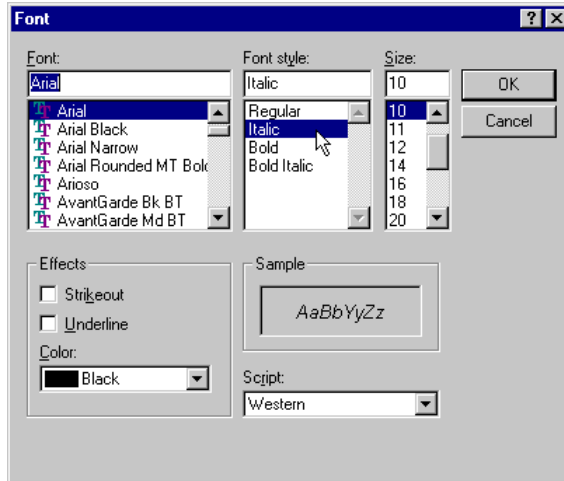 Font
Font:
Arial
Arial
Arial Black
Arial Narrow
Arial Rounded MT Bold
Arioso
AvantGarde Bk BT
AvantGarde Md BT
Font style:
Italic
Regular
Italic
Bold
Bold Italic
Size:
10
10
11
12
14
16
18
20
OK
Cancel
Effects
Strikeout
Underline
Color:
Black
Sample
AaBbYyZz
Script:
Western